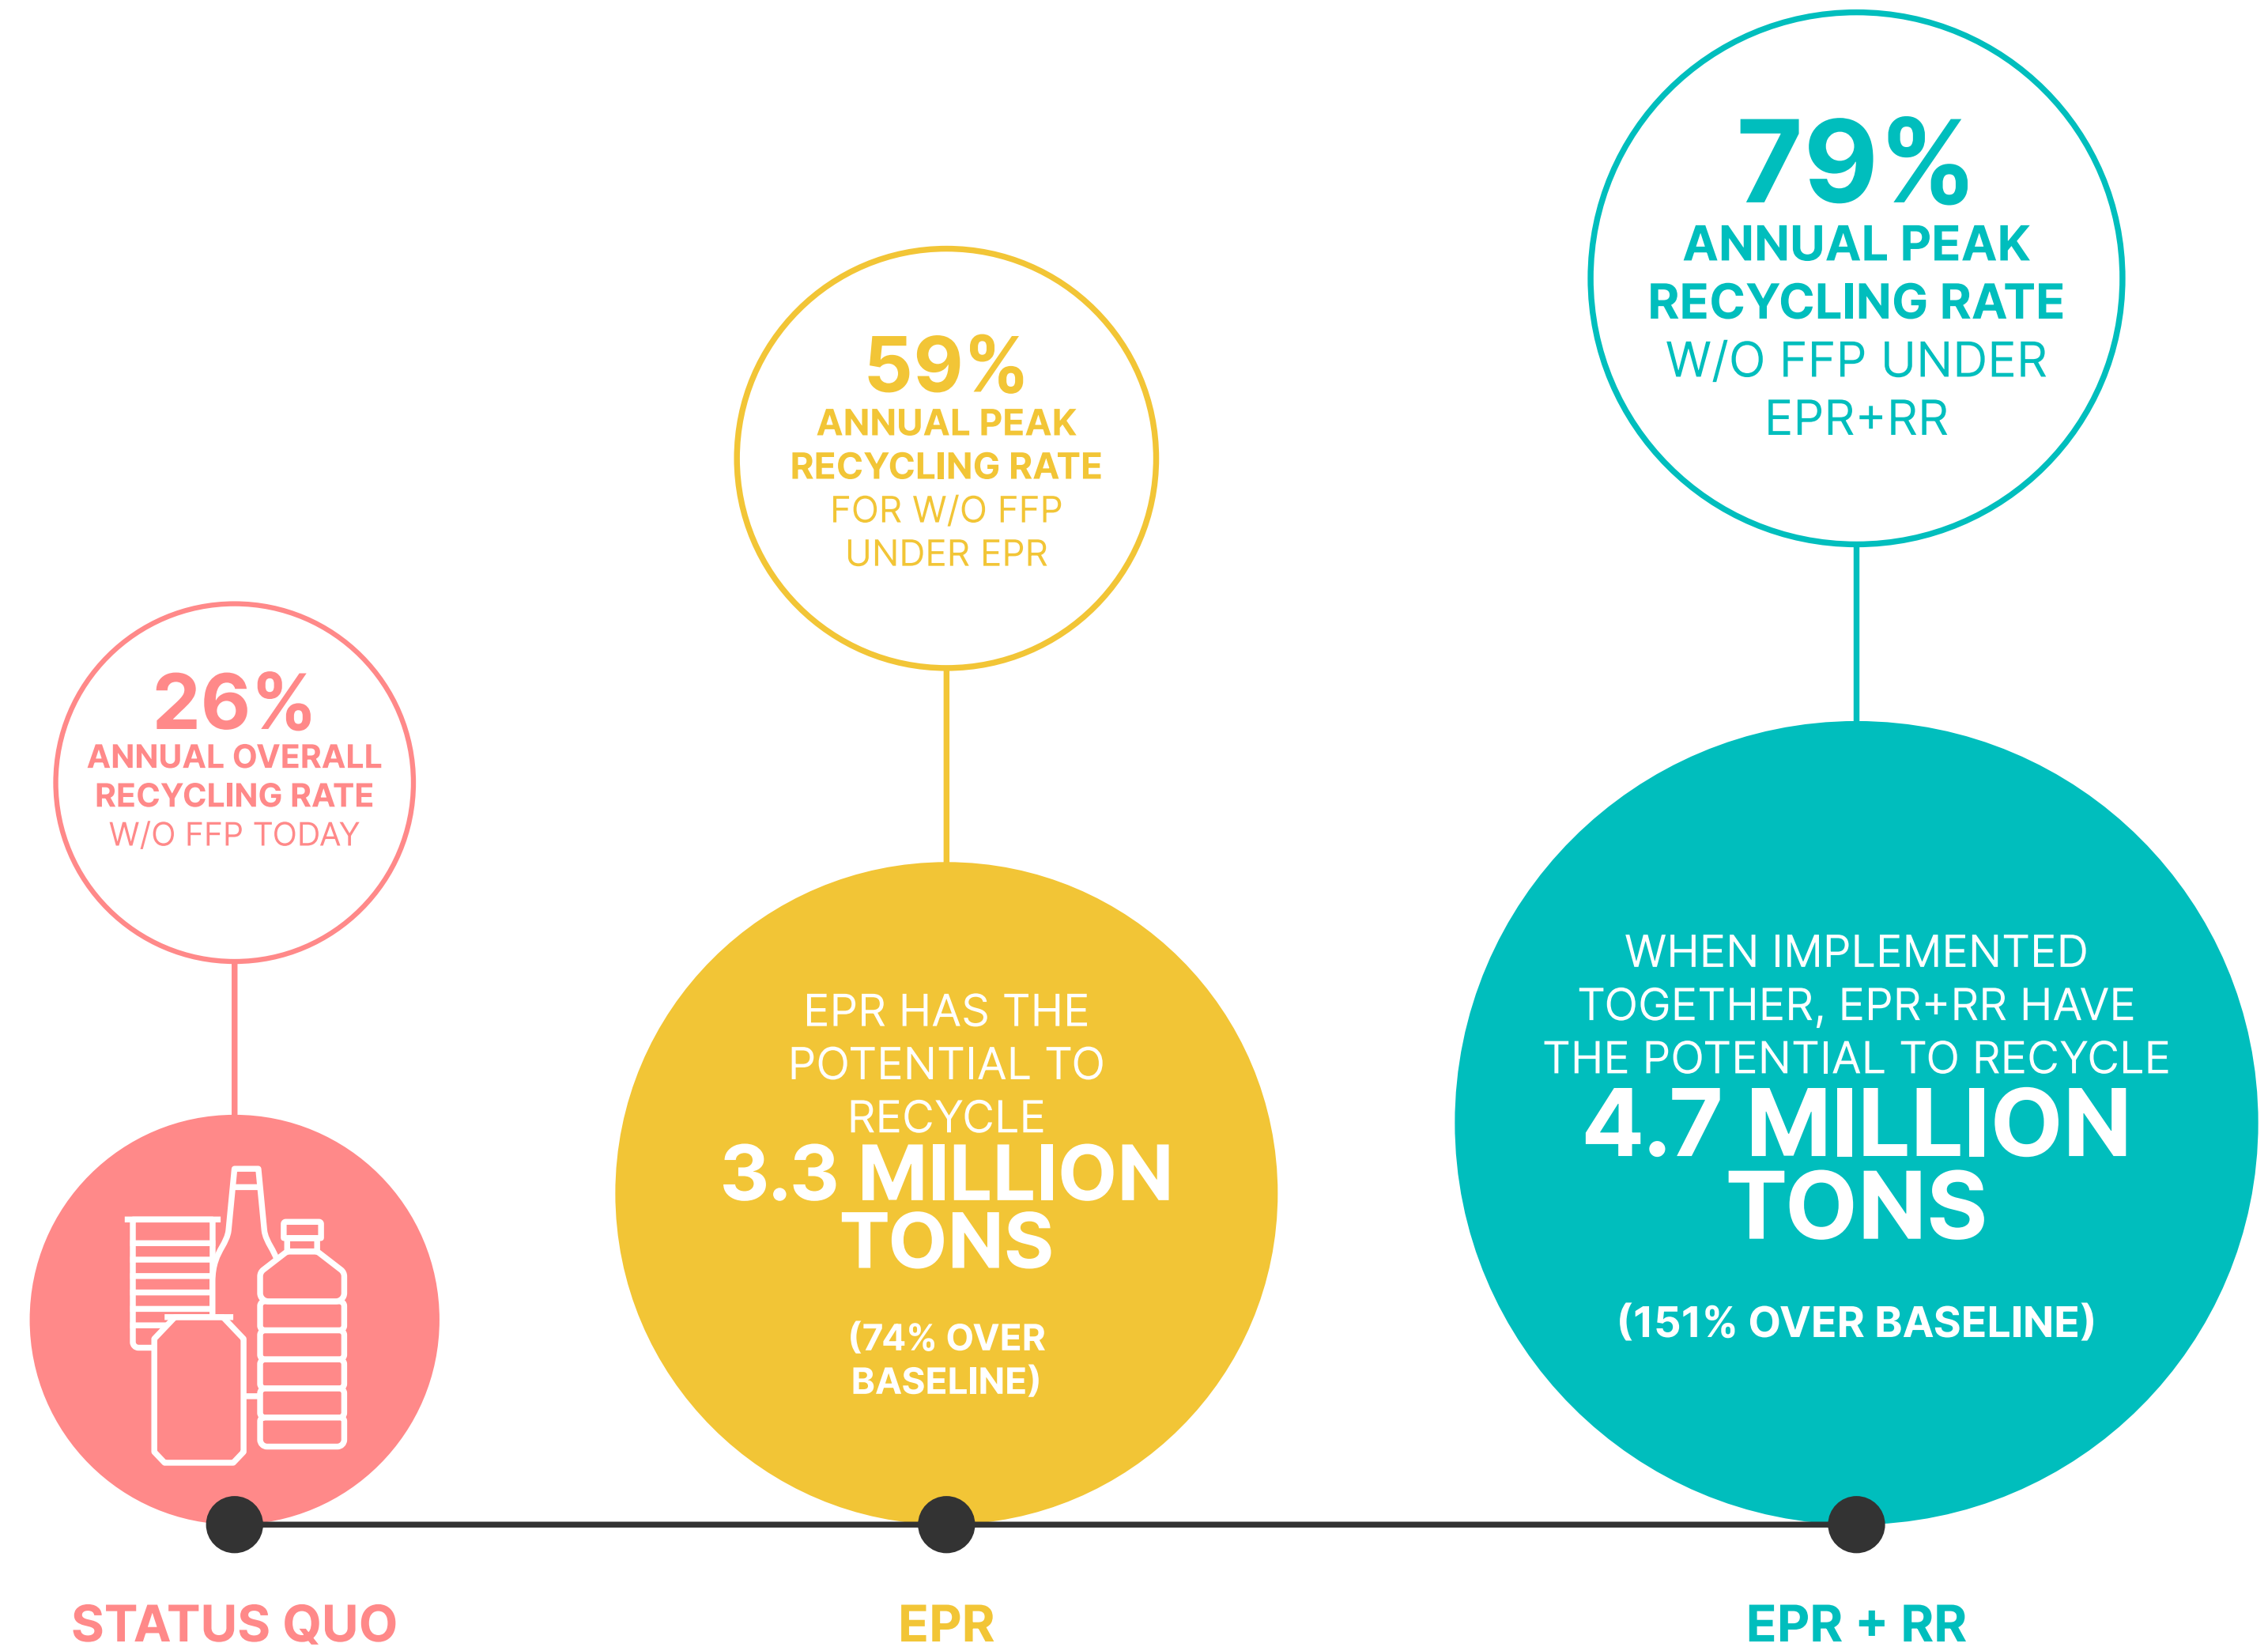 26%
ANNUAL OVERALL
RECYCLING RATE
W/O FFP TODAY
STATUS QUO
59%
ANNUAL PEAK
RECYCLING RATE
FOR W/O FFP
UNDER EPR
EPR HAS THE
POTENTIAL TO
RECYCLE
3.3 MILLION
TONS
(74% OVER
BASELINE)
EPR
79%
ANNUAL PEAK
RECYCLING RATE
W/O FFP UNDER
EPR+RR
WHEN IMPLEMENTED
TOGETHER, EPR+RR HAVE
THE POTENTIAL TO RECYCLE
4.7 MILLION
TONS
(151% OVER BASELINE)
EPR + RR